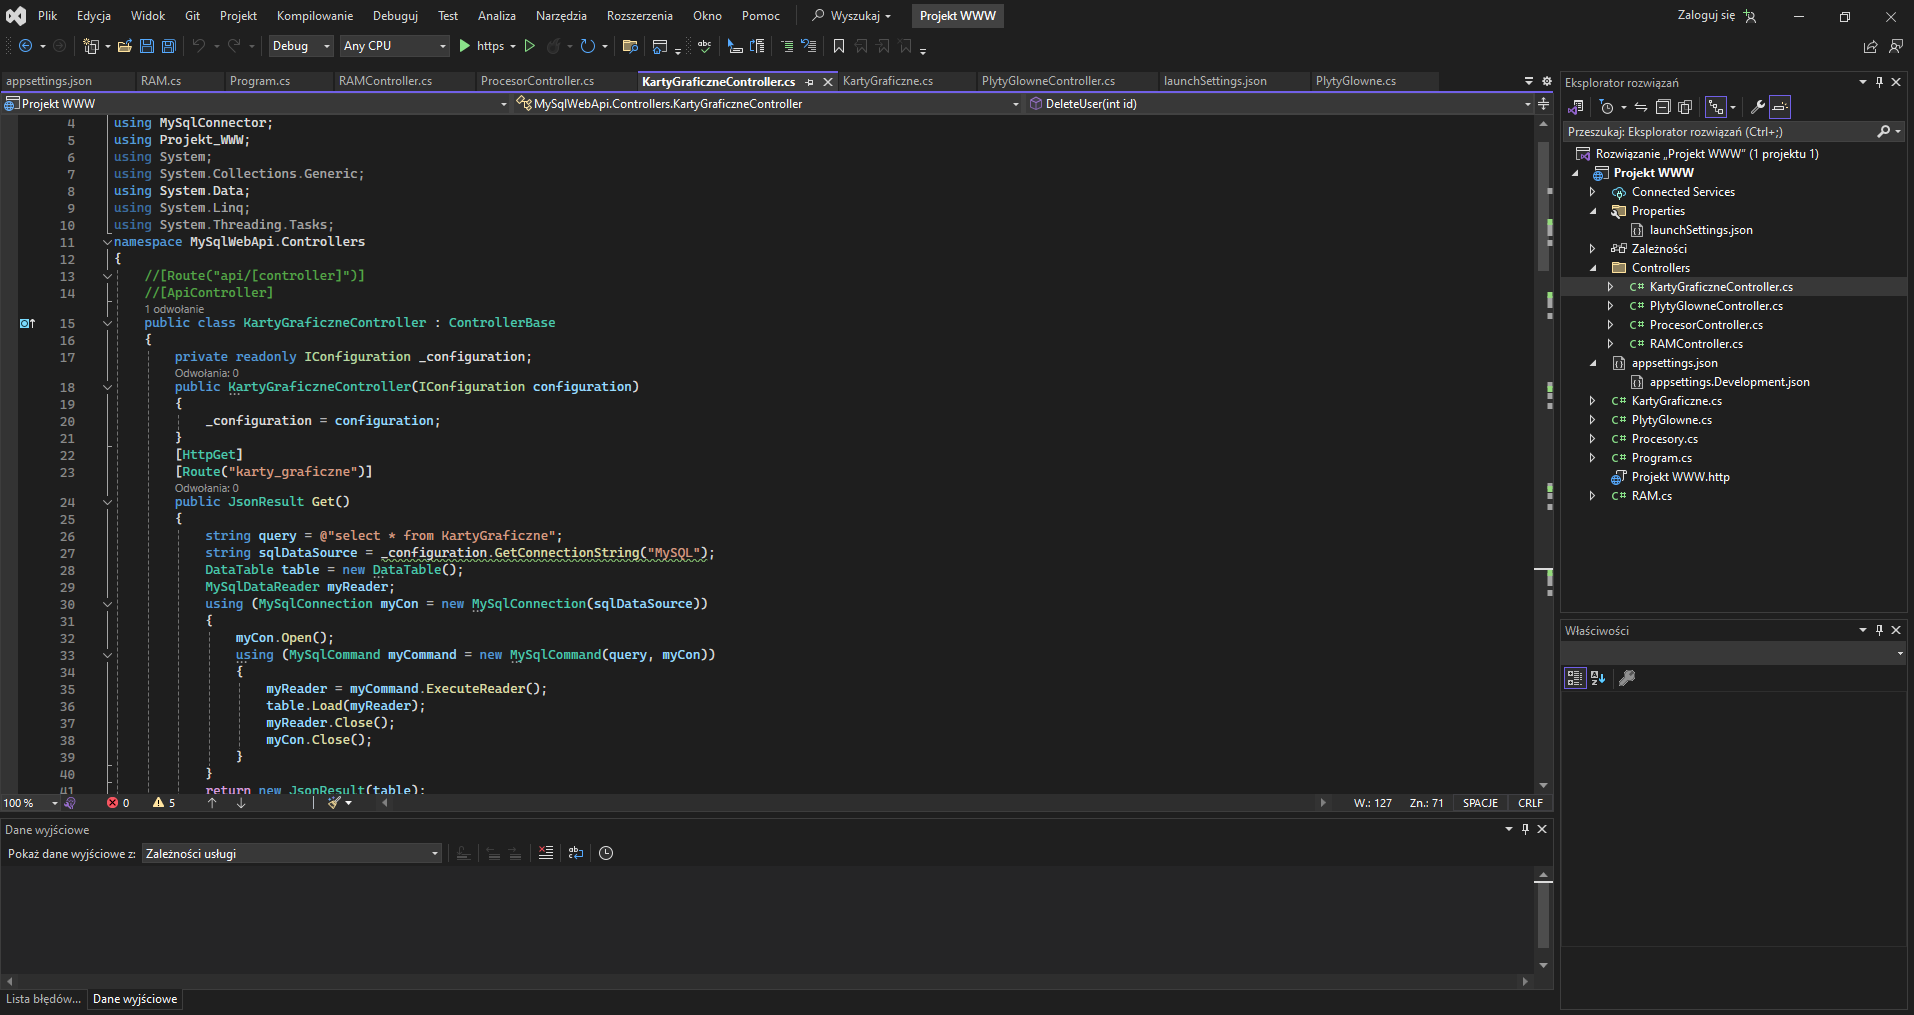 Plik Edycja Widok Git Projekt Kompilowanie Debuguj Test Analiza Narzędzia Rozszerzenia Okno Pomoc Wyszukaj Projekt WWW Zaloguj się
Debug Any CPU https
appsettings.json RAM.cs Program.cs RAMController.cs ProcesorController.cs KartyGraficzneController.cs KartyGraficzne.cs PlytyGlowneController.cs launchSettings.json PlytyGlowne.cs
Projekt WWW MySqlWebApi.Controllers.KartyGraficzneController DeleteUser(int id)
4 using MySqlConnector;
5 using Projekt_WWW;
6 using System;
7 using System.Collections.Generic;
8 using System.Data;
9 using System.Linq;
10 using System.Threading.Tasks;
11 namespace MySqlWebApi.Controllers
12 {
13 //[Route("api/[controller]")]
14 //[ApiController]
1 odwołanie
15 public class KartyGraficzneController : ControllerBase
16 {
17 private readonly IConfiguration _configuration;
Odwołania: 0
18 public KartyGraficzneController(IConfiguration configuration)
19 {
20 _configuration = configuration;
21 }
22 [HttpGet]
23 [Route("karty_graficzne")]
Odwołania: 0
24 public JsonResult Get()
25 {
26 string query = @"select * from KartyGraficzne";
27 string sqlDataSource = _configuration.GetConnectionString("MySQL");
28 DataTable table = new DataTable();
29 MySqlDataReader myReader;
30 using (MySqlConnection myCon = new MySqlConnection(sqlDataSource))
31 {
32 myCon.Open();
33 using (MySqlCommand myCommand = new MySqlCommand(query, myCon))
34 {
35 myReader = myCommand.ExecuteReader();
36 table.Load(myReader);
37 myReader.Close();
38 myCon.Close();
39 }
40 }
41 return new JsonResult(table);
100 % 0 5 W.: 127 Zn.: 71 SPACJE CRLF
Dane wyjściowe
Pokaż dane wyjściowe z: Zależności usługi
Lista błędów... Dane wyjściowe
Eksplorator rozwiązań
Przeszukaj: Eksplorator rozwiązań (Ctrl+;)
Rozwiązanie „Projekt WWW” (1 projektu 1)
Projekt WWW
Connected Services
Properties
launchSettings.json
Zależności
Controllers
C# KartyGraficzneController.cs
C# PlytyGlowneController.cs
C# ProcesorController.cs
C# RAMController.cs
appsettings.json
appsettings.Development.json
C# KartyGraficzne.cs
C# PlytyGlowne.cs
C# Procesory.cs
C# Program.cs
Projekt WWW.http
C# RAM.cs
Właściwości